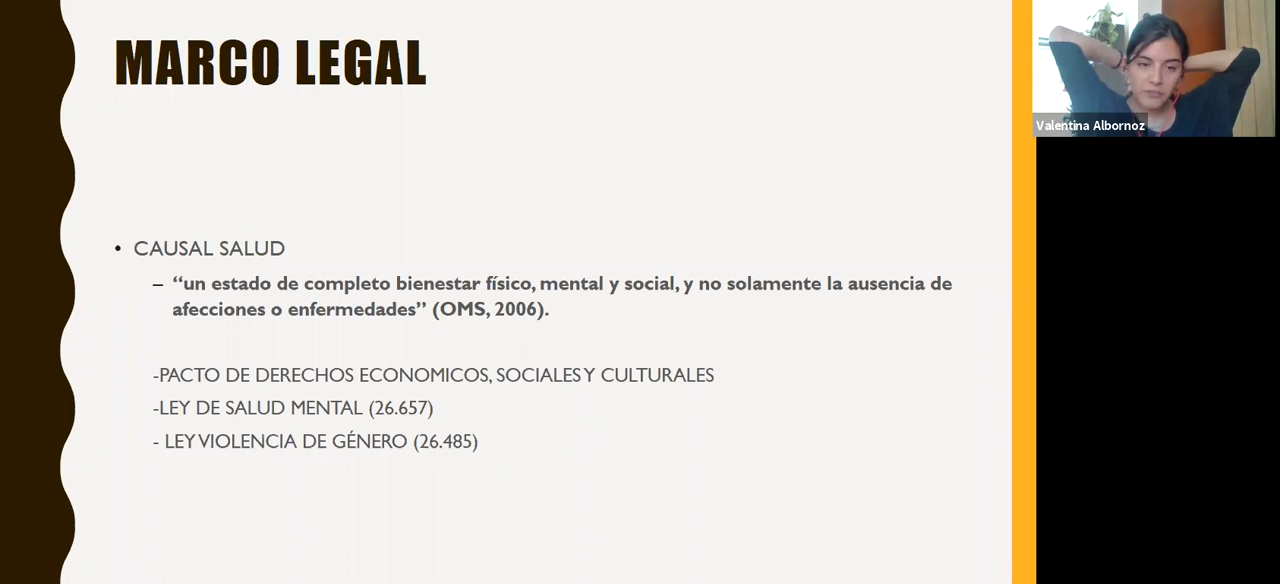 MARCO LEGAL
Valentina Albornoz
• CAUSAL SALUD
– “un estado de completo bienestar físico, mental y social, y no solamente la ausencia de
afecciones o enfermedades” (OMS, 2006).
-PACTO DE DERECHOS ECONOMICOS, SOCIALES Y CULTURALES
-LEY DE SALUD MENTAL (26.657)
- LEY VIOLENCIA DE GÉNERO (26.485)